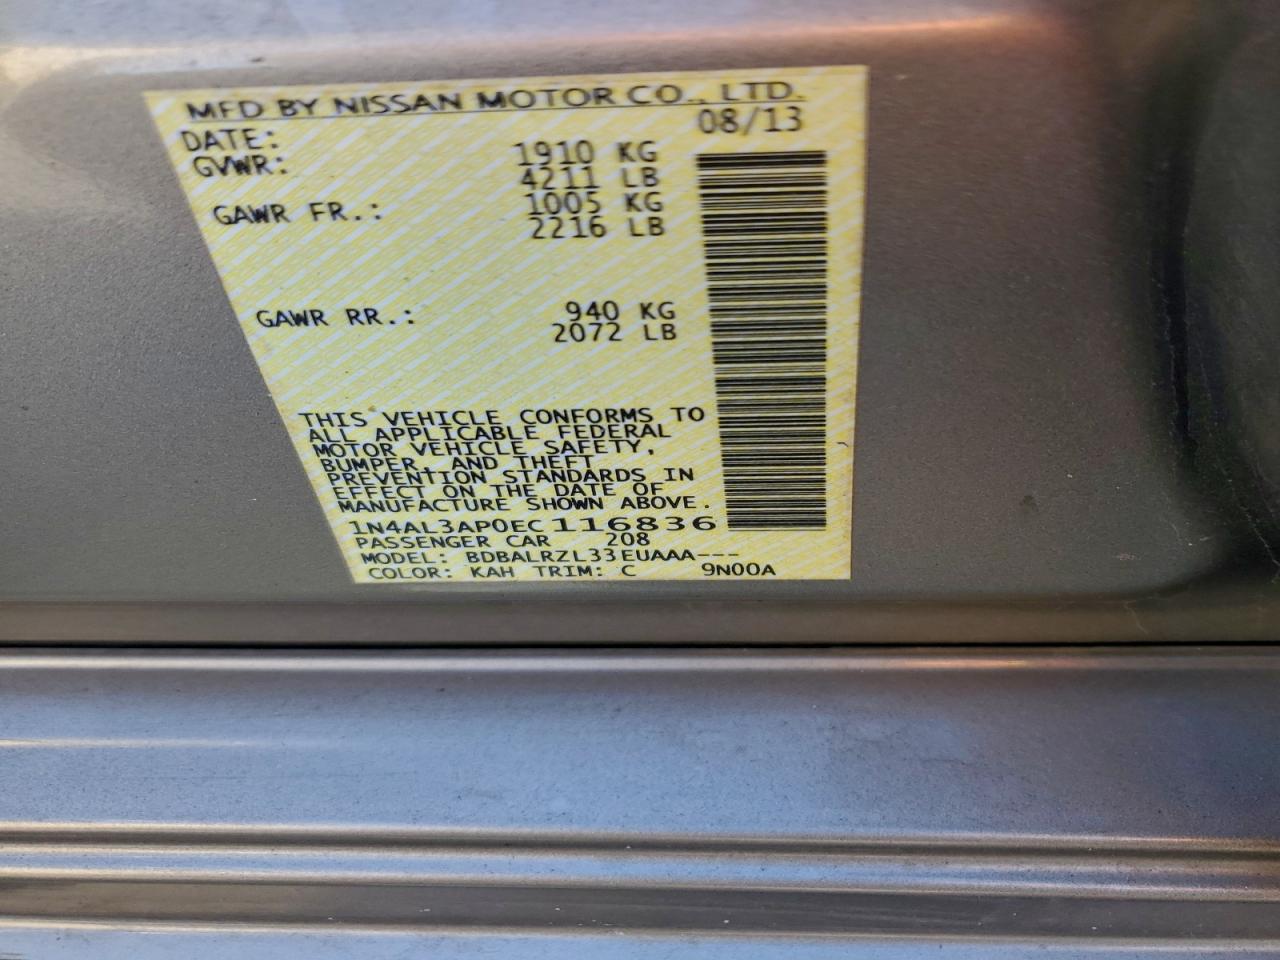 MFD BY NISSAN MOTOR CO., LTD.
DATE: 08/13
GVWR: 1910 KG
4211 LB
GAWR FR.: 1005 KG
2216 LB
GAWR RR.: 940 KG
2072 LB
THIS VEHICLE CONFORMS TO
ALL APPLICABLE FEDERAL
MOTOR VEHICLE SAFETY,
BUMPER, AND THEFT
PREVENTION STANDARDS IN
EFFECT ON THE DATE OF
MANUFACTURE SHOWN ABOVE.
1N4AL3AP0EC116836
PASSENGER CAR 208
MODEL: BDBALRZL33EUAAA---
COLOR: KAH TRIM: C 9N00A